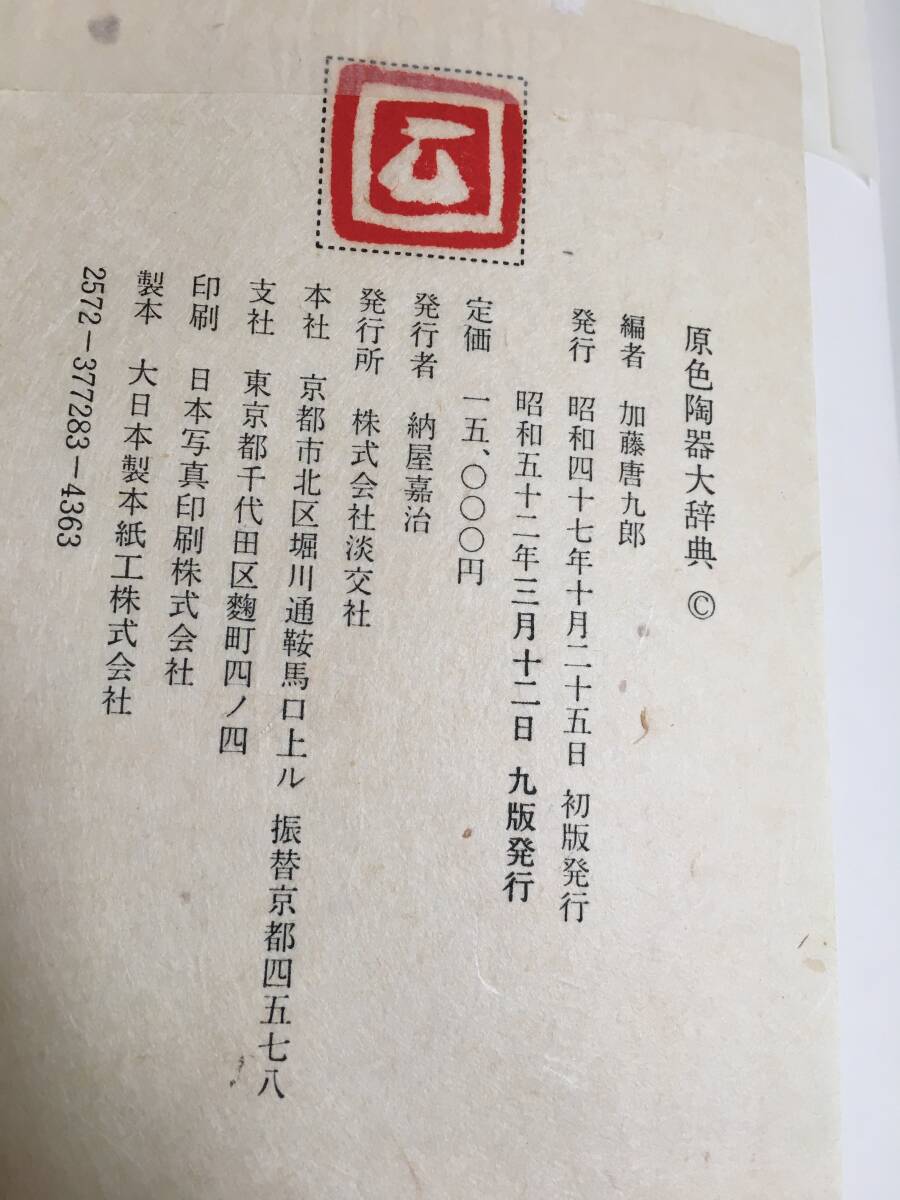 原色陶器大辞典 ©
編者 加藤唐九郎
発行 昭和四十七年十月二十五日 初版発行
昭和五十二年三月十二日 九版発行
定価 一五、〇〇〇円
発行者 納屋嘉治
発行所 株式会社淡交社
本社 京都市北区堀川通鞍馬口上ル 振替京都四五七八
支社 東京都千代田区麴町四ノ四
印刷 日本写真印刷株式会社
製本 大日本製本紙工株式会社
2572-377283-4363